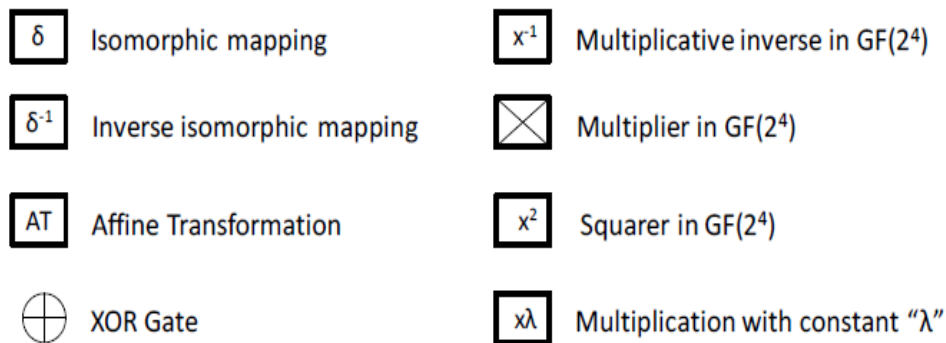 δ Isomorphic mapping
x⁻¹ Multiplicative inverse in GF(2⁴)
δ⁻¹ Inverse isomorphic mapping
Multiplier in GF(2⁴)
AT Affine Transformation
x² Squarer in GF(2⁴)
XOR Gate
xλ Multiplication with constant “λ”